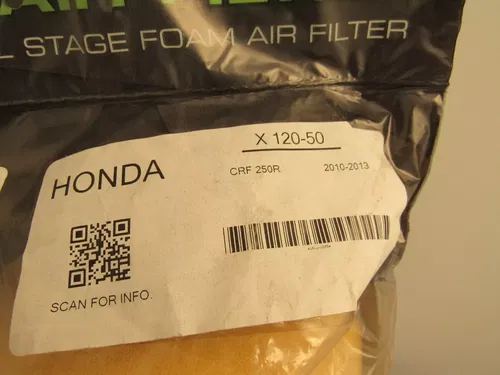 L STAGE FOAM AIR FILTER
X 120-50
HONDA
CRF 250R 2010-2013
SCAN FOR INFO.